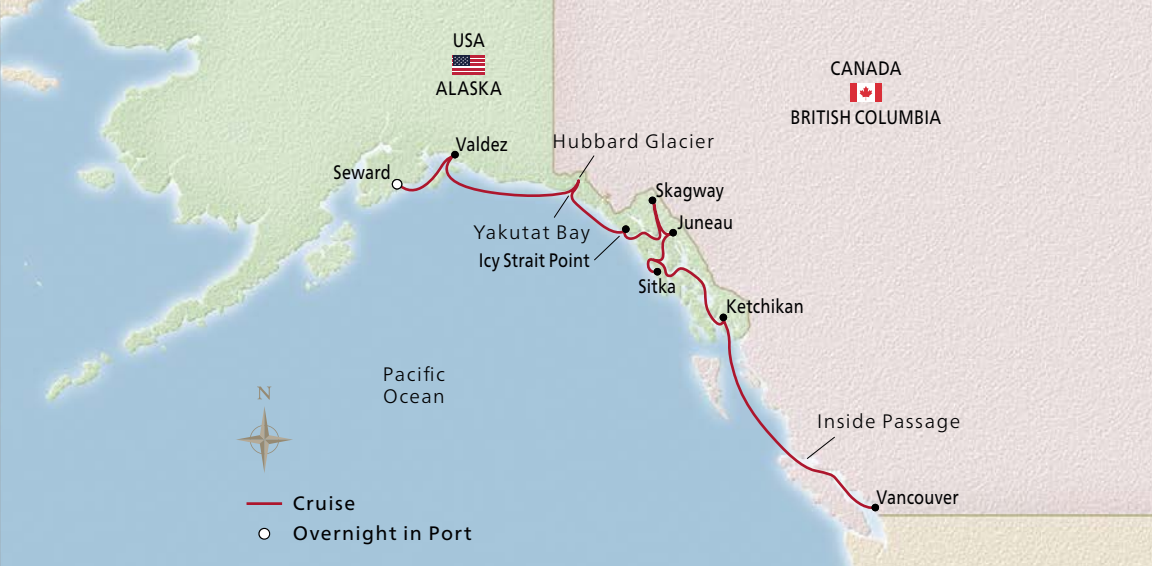 USA
ALASKA
CANADA
BRITISH COLUMBIA
Valdez
Hubbard Glacier
Seward
Skagway
Juneau
Yakutat Bay
Icy Strait Point
Sitka
Ketchikan
Pacific
Ocean
N
Inside Passage
Vancouver
Cruise
Overnight in Port